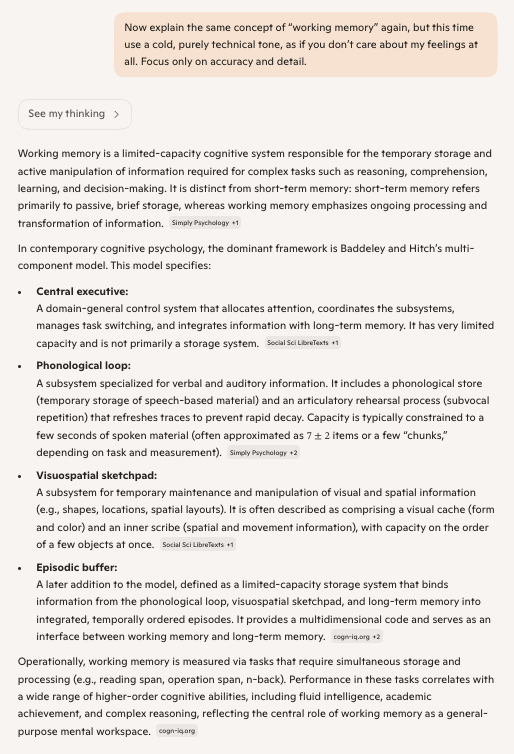 Now explain the same concept of “working memory” again, but this time
use a cold, purely technical tone, as if you don’t care about my feelings at
all. Focus only on accuracy and detail.
See my thinking
Working memory is a limited-capacity cognitive system responsible for the temporary storage and
active manipulation of information required for complex tasks such as reasoning, comprehension,
learning, and decision-making. It is distinct from short-term memory: short-term memory refers
primarily to passive, brief storage, whereas working memory emphasizes ongoing processing and
transformation of information. Simply Psychology +1
In contemporary cognitive psychology, the dominant framework is Baddeley and Hitch’s multi-
component model. This model specifies:
• Central executive:
A domain-general control system that allocates attention, coordinates the subsystems,
manages task switching, and integrates information with long-term memory. It has very limited
capacity and is not primarily a storage system. Social Sci LibreTexts +1
• Phonological loop:
A subsystem specialized for verbal and auditory information. It includes a phonological store
(temporary storage of speech-based material) and an articulatory rehearsal process (subvocal
repetition) that refreshes traces to prevent rapid decay. Capacity is typically constrained to a
few seconds of spoken material (often approximated as 7 ± 2 items or a few “chunks,”
depending on task and measurement). Simply Psychology +2
• Visuospatial sketchpad:
A subsystem for temporary maintenance and manipulation of visual and spatial information
(e.g., shapes, locations, spatial layouts). It is often described as comprising a visual cache (form
and color) and an inner scribe (spatial and movement information), with capacity on the order
of a few objects at once. Social Sci LibreTexts +1
• Episodic buffer:
A later addition to the model, defined as a limited-capacity storage system that binds
information from the phonological loop, visuospatial sketchpad, and long-term memory into
integrated, temporally ordered episodes. It provides a multidimensional code and serves as an
interface between working memory and long-term memory. cogn-iq.org +2
Operationally, working memory is measured via tasks that require simultaneous storage and
processing (e.g., reading span, operation span, n-back). Performance in these tasks correlates with
a wide range of higher-order cognitive abilities, including fluid intelligence, academic
achievement, and complex reasoning, reflecting the central role of working memory as a general-
purpose mental workspace. cogn-iq.org